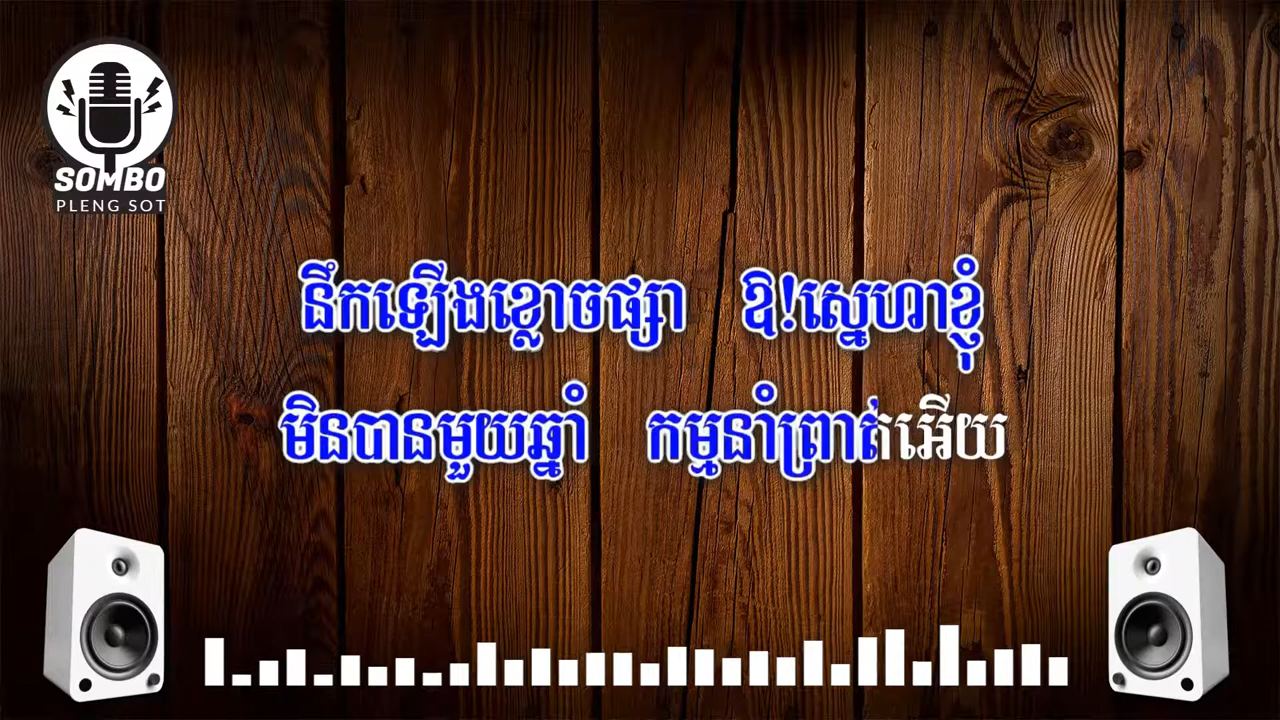 SOMBO
PLENG SOT
នឹកឡើងខ្លោចផ្សា ឱ!ស្នេហាខ្ញុំ
មិនបានមួយឆ្នាំ កម្មនាំព្រាត់អើយ